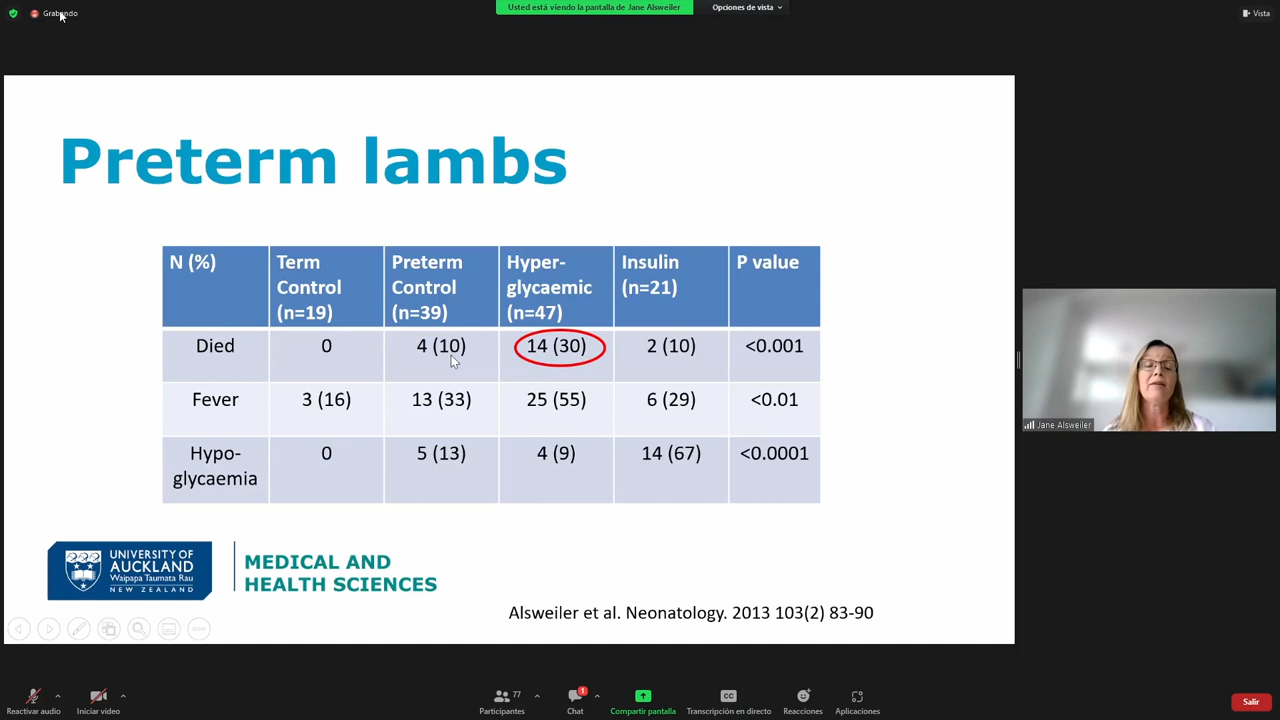 Grabando
Usted está viendo la pantalla de Jane Alsweiler
Opciones de vista
Vista
Preterm lambs
N (%)
Term Control (n=19)
Preterm Control (n=39)
Hyper-glycaemic (n=47)
Insulin (n=21)
P value
Died 0 4 (10) 14 (30) 2 (10) <0.001
Fever 3 (16) 13 (33) 25 (55) 6 (29) <0.01
Hypo-glycaemia 0 5 (13) 4 (9) 14 (67) <0.0001
UNIVERSITY OF
AUCKLAND
Waipapa Taumata Rau
NEW ZEALAND
MEDICAL AND
HEALTH SCIENCES
Alsweiler et al. Neonatology. 2013 103(2) 83-90
Jane Alsweiler
Reactivar audio
Iniciar video
77
Participantes
1
Chat
Compartir pantalla
CC
Transcripción en directo
Reacciones
Aplicaciones
Salir